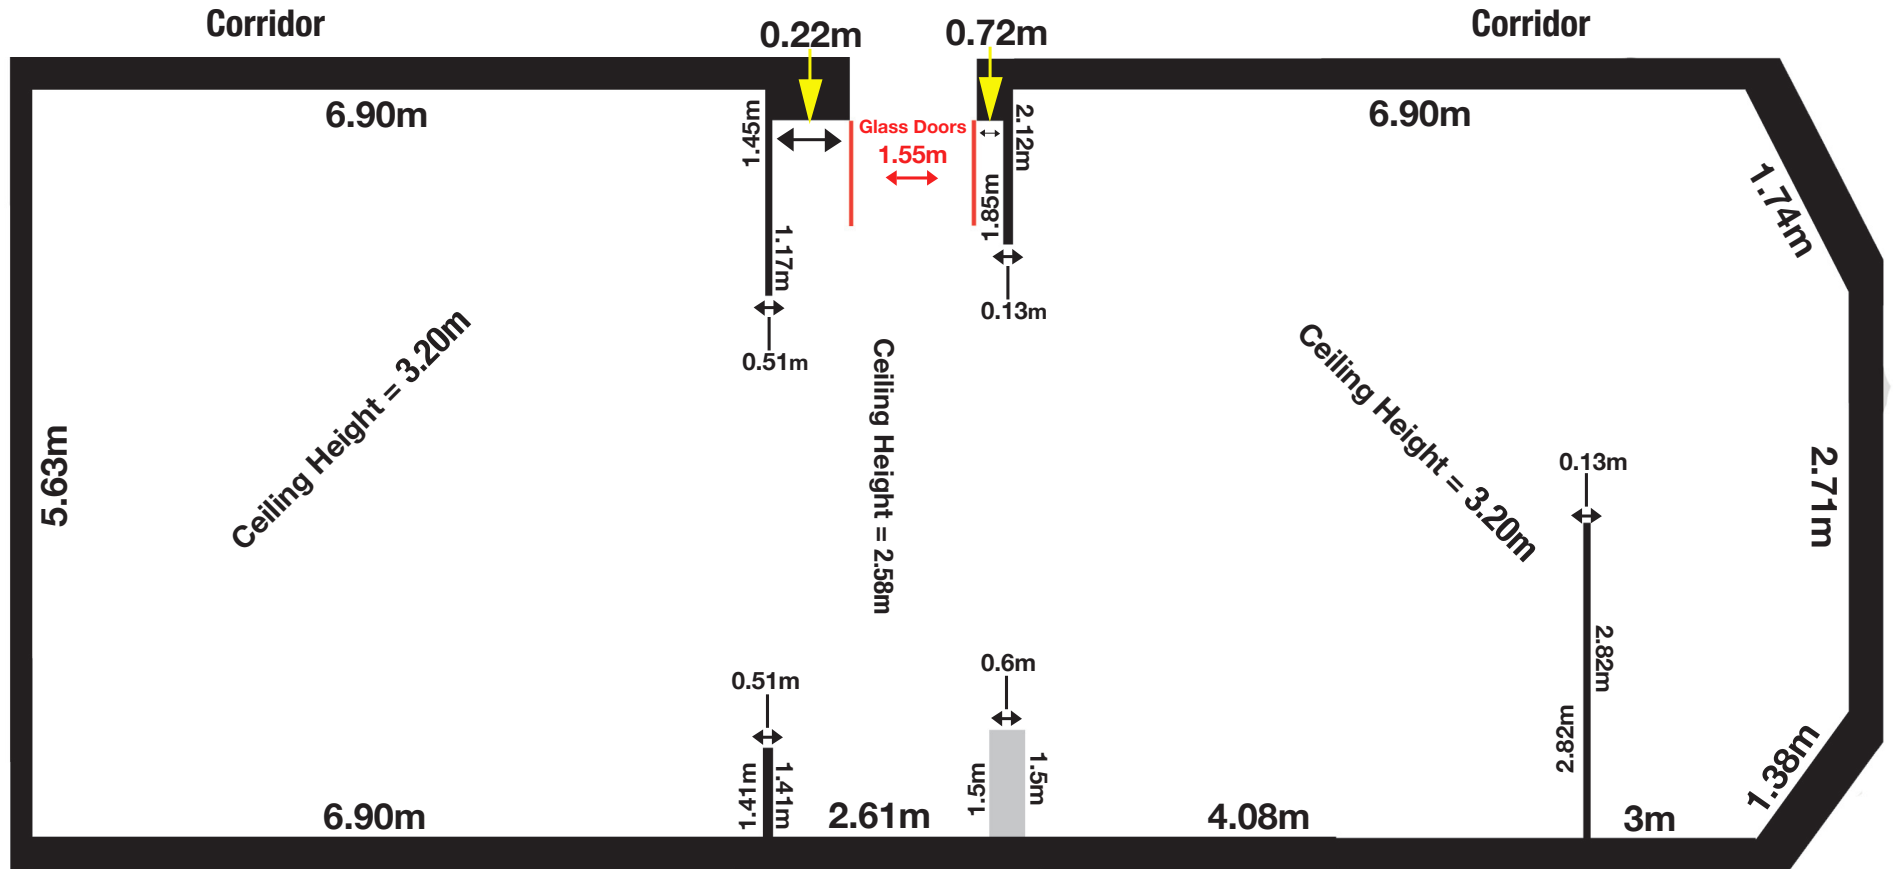 Corridor
Corridor
0.22m
0.72m
6.90m
1.45m
Glass Doors
1.55m
2.12m
6.90m
1.85m
1.74m
1.17m
0.13m
0.51m
Ceiling Height = 3.20m
Ceiling Height = 2.58m
Ceiling Height = 3.20m
5.63m
0.13m
2.71m
0.51m
0.6m
2.82m
2.82m
1.41m
1.41m
1.5m
1.5m
1.38m
6.90m
2.61m
4.08m
3m